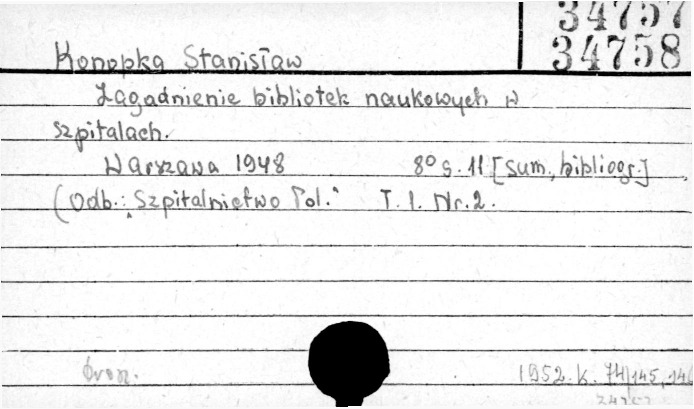 34757
34758
Konopka Stanisław
Zagadnienie bibliotek naukowych w
szpitalach.
Warszawa 1948 8° s. 11 [sum., bibliogr.]
(Odb.: "Szpitalnictwo Pol." T. 1. Nr. 2.
brosz.
1952. K. 74/145, 146